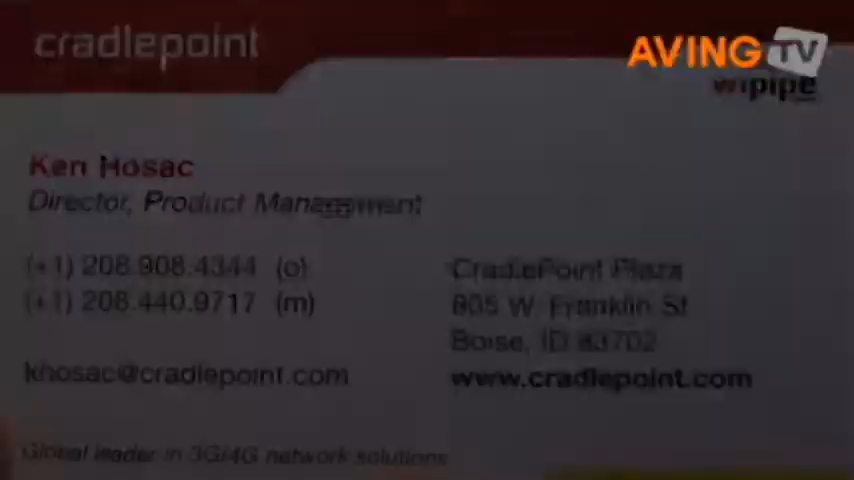 cradlepoint
AVING TV
wipipe
Ken Hosac
Director, Product Management
(+1) 208.908.4344 (o)
(+1) 208.440.9717 (m)
khosac@cradlepoint.com
CradlePoint Plaza
805 W. Franklin St
Boise, ID 83702
www.cradlepoint.com
Global leader in 3G/4G network solutions